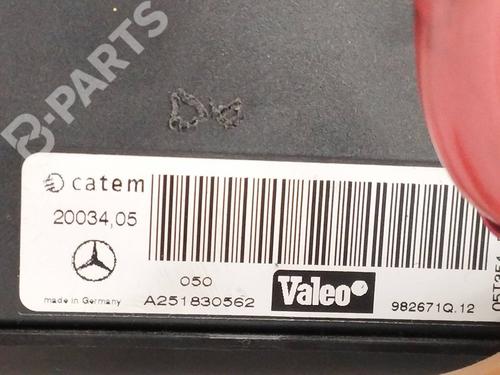 B-PARTS
catem
20034,05
made in Germany
050
A251830562
Valeo
982671Q.12